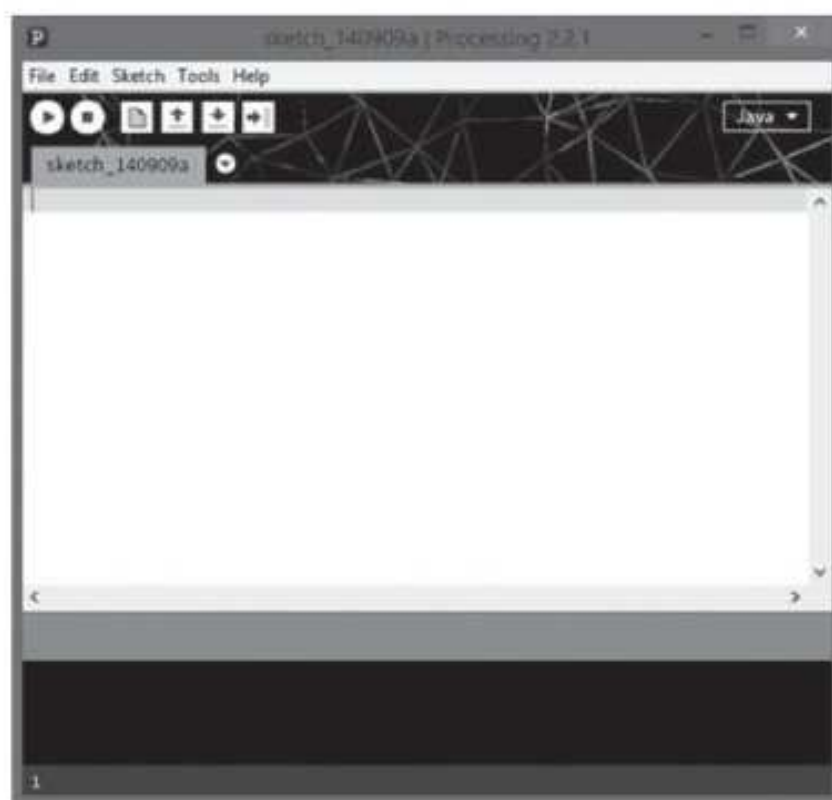 P sketch_140909a | Processing 2.2.1
File Edit Sketch Tools Help
Java
sketch_140909a
1